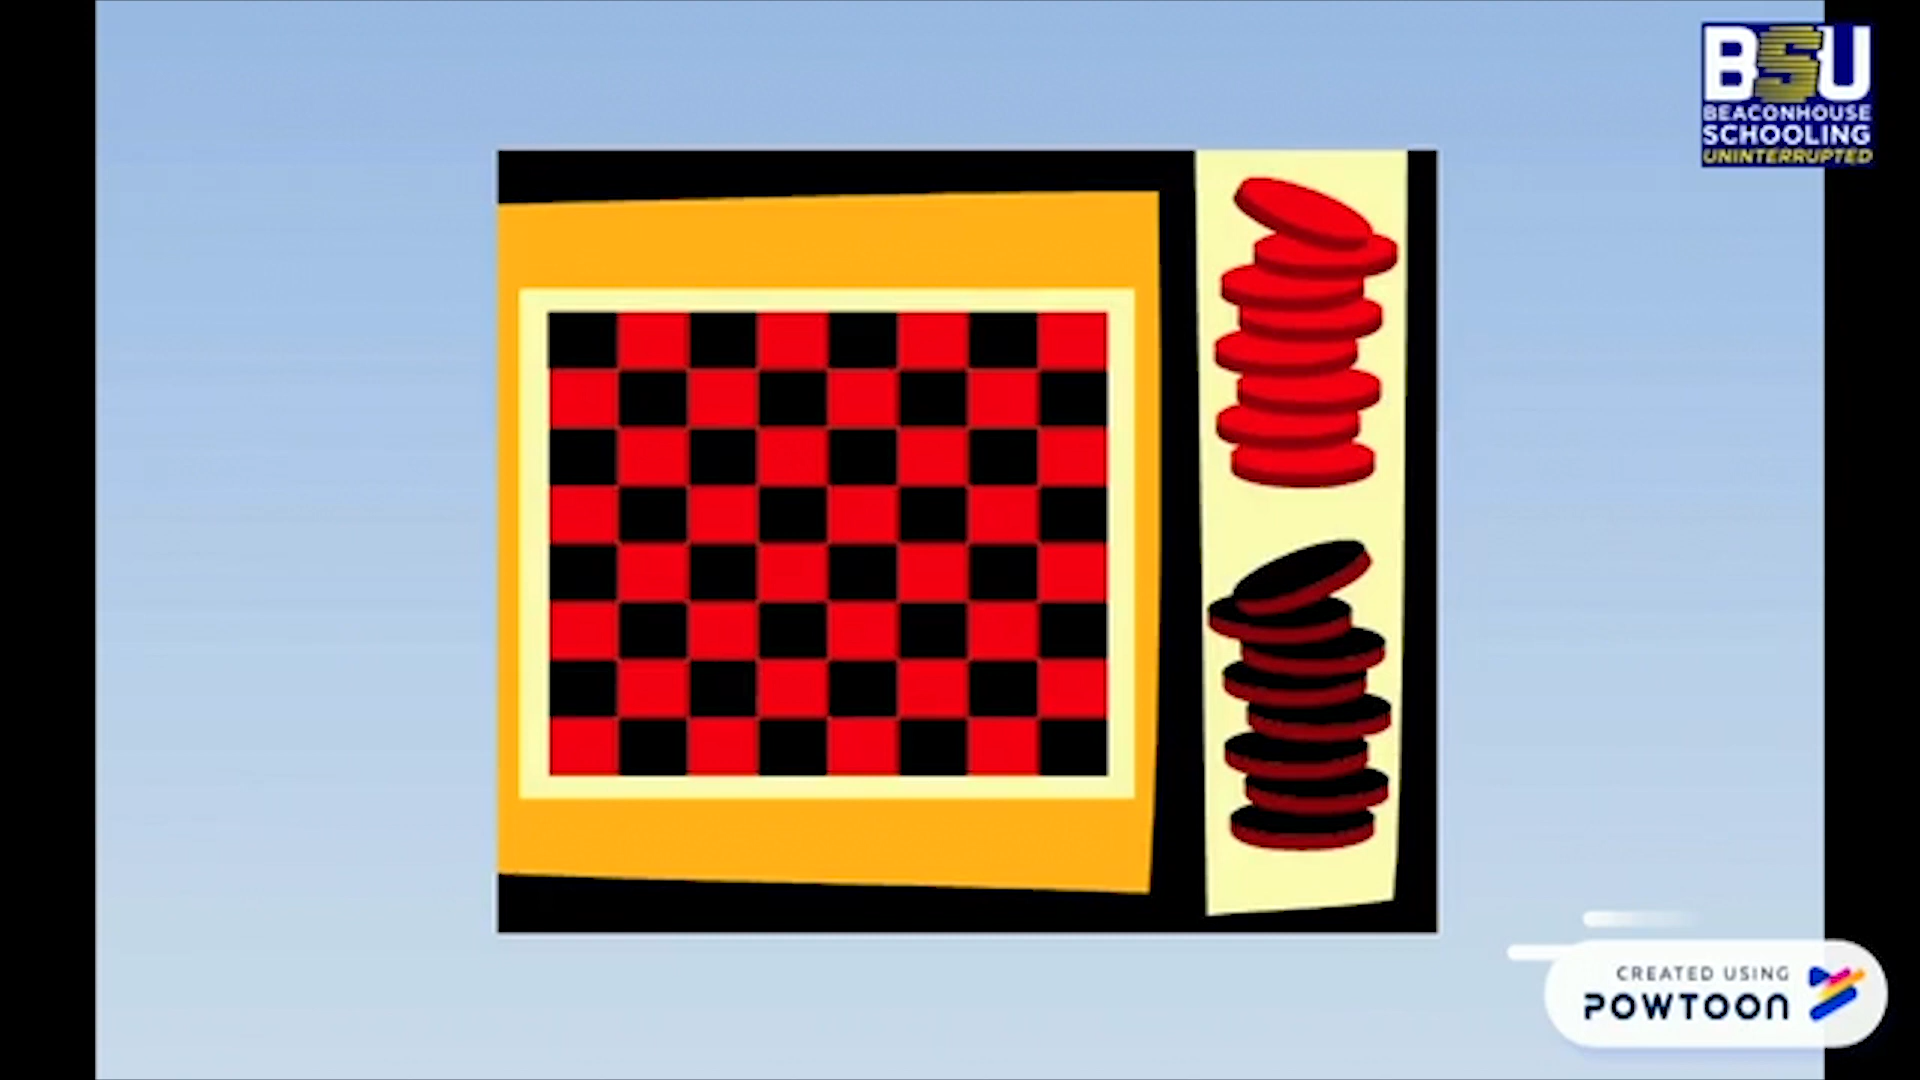 BSU
BEACONHOUSE
SCHOOLING
UNINTERRUPTED
CREATED USING
POWTOON